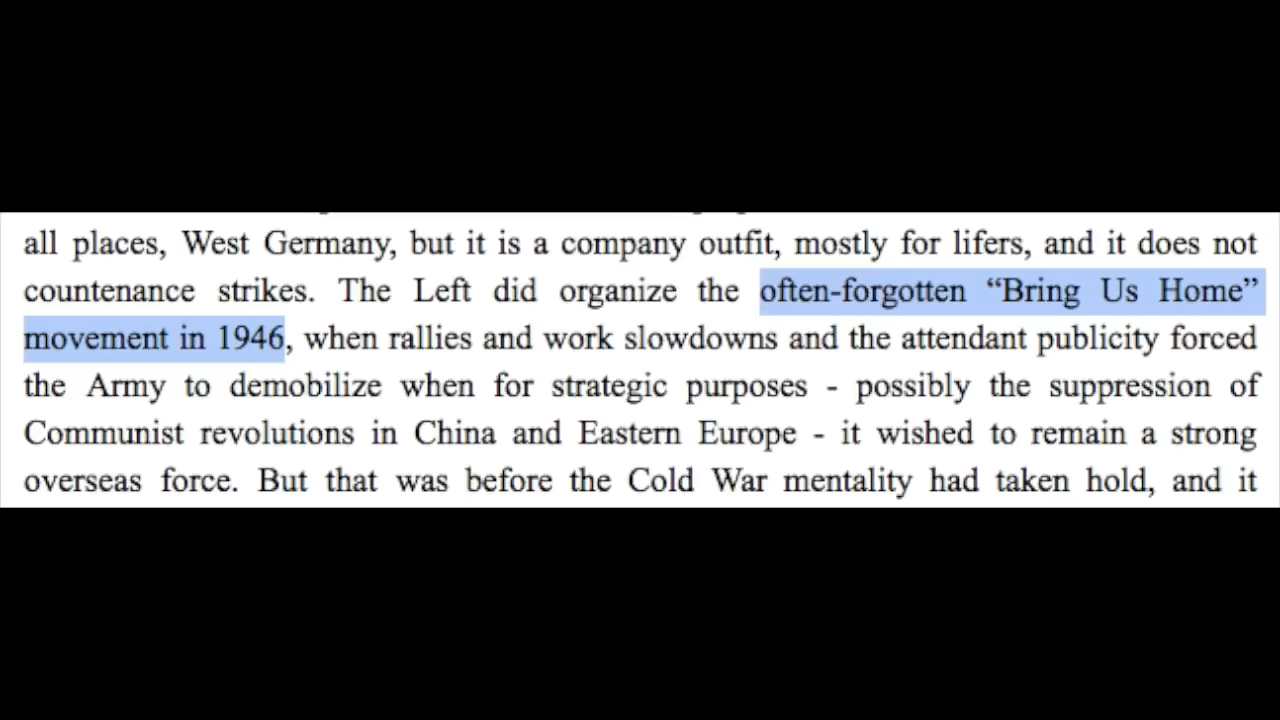 all places, West Germany, but it is a company outfit, mostly for lifers, and it does not
countenance strikes. The Left did organize the often-forgotten “Bring Us Home”
movement in 1946, when rallies and work slowdowns and the attendant publicity forced
the Army to demobilize when for strategic purposes - possibly the suppression of
Communist revolutions in China and Eastern Europe - it wished to remain a strong
overseas force. But that was before the Cold War mentality had taken hold, and it